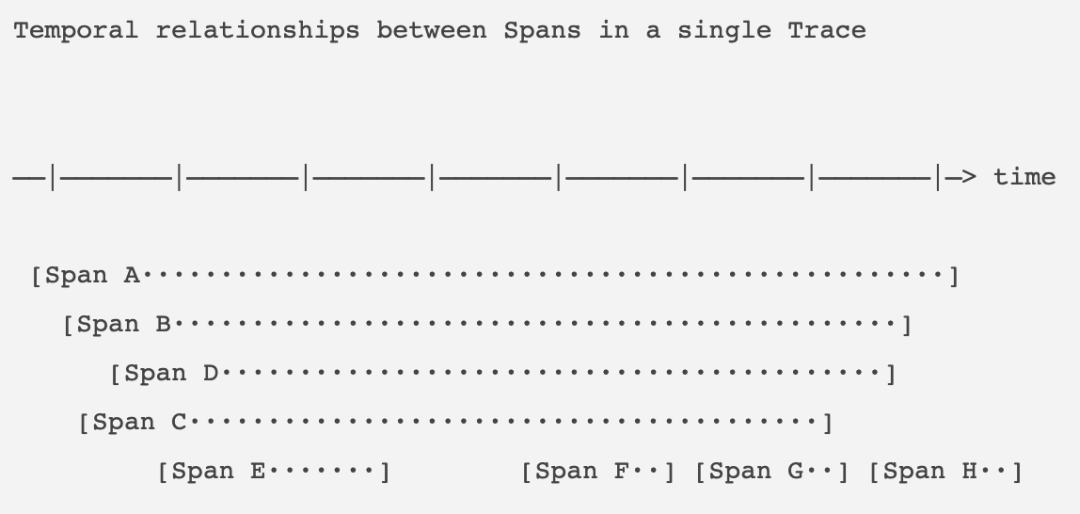 Temporal relationships between Spans in a single Trace
––|–––––––|–––––––|–––––––|–––––––|–––––––|–––––––|–––––––|–> time
[Span A···················································]
[Span B··············································]
[Span D··········································]
[Span C········································]
[Span E·······] [Span F··] [Span G··] [Span H··]